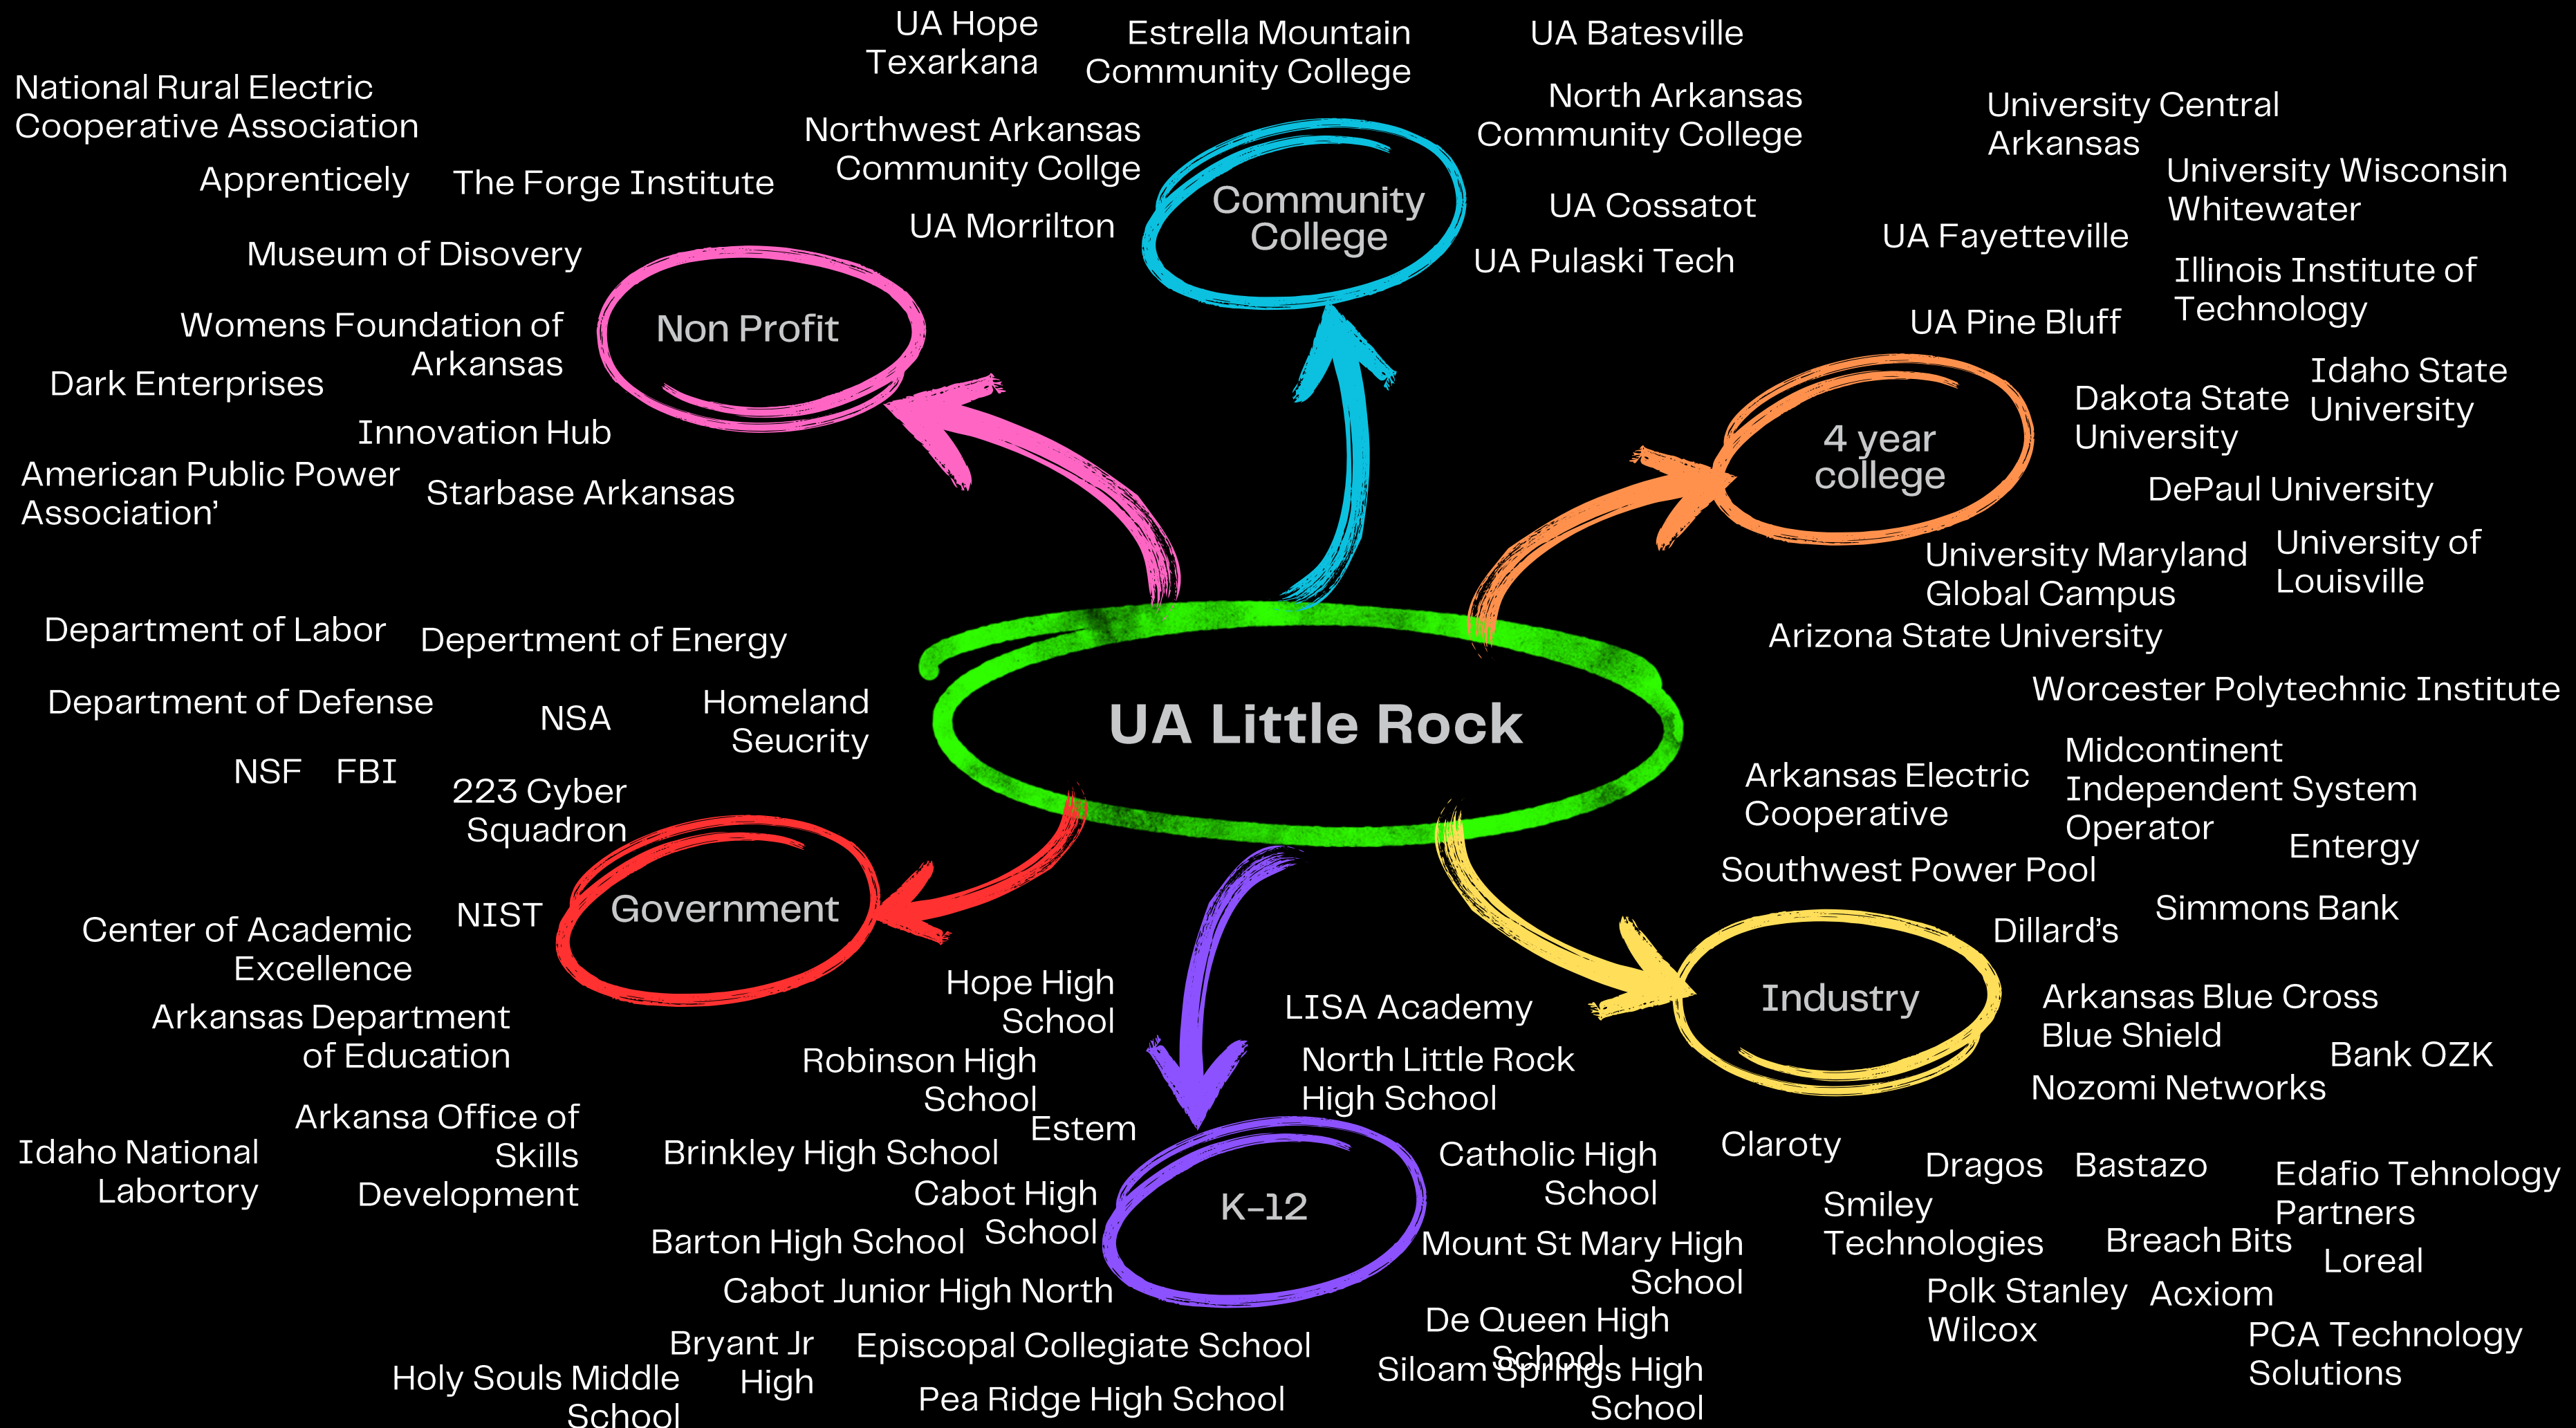 UA Hope
Texarkana
Estrella Mountain
Community College
UA Batesville
North Arkansas
Community College
Northwest Arkansas
Community Collge
UA Morrilton
Community
College
UA Cossatot
UA Pulaski Tech
National Rural Electric
Cooperative Association
Apprenticely
The Forge Institute
Museum of Disovery
Womens Foundation of
Arkansas
Dark Enterprises
Innovation Hub
American Public Power
Association’
Starbase Arkansas
Non Profit
University Central
Arkansas
University Wisconsin
Whitewater
UA Fayetteville
Illinois Institute of
Technology
UA Pine Bluff
Idaho State
University
Dakota State
University
4 year
college
DePaul University
University Maryland
Global Campus
University of
Louisville
Arizona State University
Worcester Polytechnic Institute
UA Little Rock
Department of Labor
Depertment of Energy
Department of Defense
NSA
Homeland
Seucrity
NSF
FBI
223 Cyber
Squadron
Government
NIST
Center of Academic
Excellence
Arkansas Department
of Education
Arkansa Office of
Skills
Development
Idaho National
Labortory
Arkansas Electric
Cooperative
Midcontinent
Independent System
Operator
Entergy
Southwest Power Pool
Simmons Bank
Dillard’s
Industry
Arkansas Blue Cross
Blue Shield
Bank OZK
Nozomi Networks
Claroty
Dragos
Bastazo
Edafio Tehnology
Partners
Smiley
Technologies
Breach Bits
Loreal
Polk Stanley
Wilcox
Acxiom
PCA Technology
Solutions
Hope High
School
LISA Academy
Robinson High
School
North Little Rock
High School
Estem
Brinkley High School
Catholic High
School
Cabot High
School
K-12
Barton High School
Mount St Mary High
School
Cabot Junior High North
De Queen High
School
Bryant Jr
High
Episcopal Collegiate School
Siloam Springs High
School
Holy Souls Middle
School
Pea Ridge High School